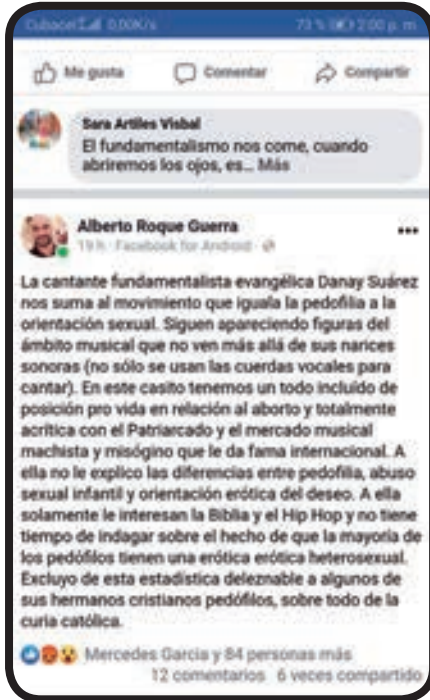 Cubacel 0,00K/s 73 % 2:00 p. m.
Me gusta Comentar Compartir
Sara Artiles Visbal
El fundamentalismo nos come, cuando
abriremos los ojos, es... Más
Alberto Roque Guerra
19 h · Facebook for Android ·
La cantante fundamentalista evangélica Danay Suárez
nos suma al movimiento que iguala la pedofilia a la
orientación sexual. Siguen apareciendo figuras del
ámbito musical que no ven más allá de sus narices
sonoras (no sólo se usan las cuerdas vocales para
cantar). En este casito tenemos un todo incluido de
posición pro vida en relación al aborto y totalmente
acrítica con el Patriarcado y el mercado musical
machista y misógino que le da fama internacional. A
ella no le explico las diferencias entre pedofilia, abuso
sexual infantil y orientación erótica del deseo. A ella
solamente le interesan la Biblia y el Hip Hop y no tiene
tiempo de indagar sobre el hecho de que la mayoría de
los pedófilos tienen una erótica erótica heterosexual.
Excluyo de esta estadística deleznable a algunos de
sus hermanos cristianos pedófilos, sobre todo de la
curia católica.
Mercedes Garcia y 84 personas más
12 comentarios 6 veces compartido